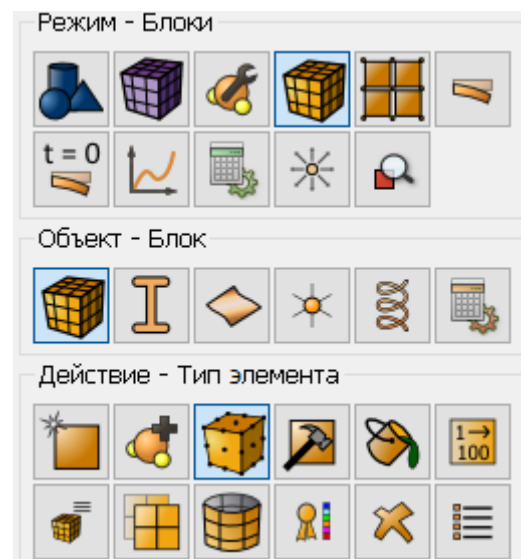 Режим - Блоки
t = 0
Объект - Блок
Действие - Тип элемента
1→
100